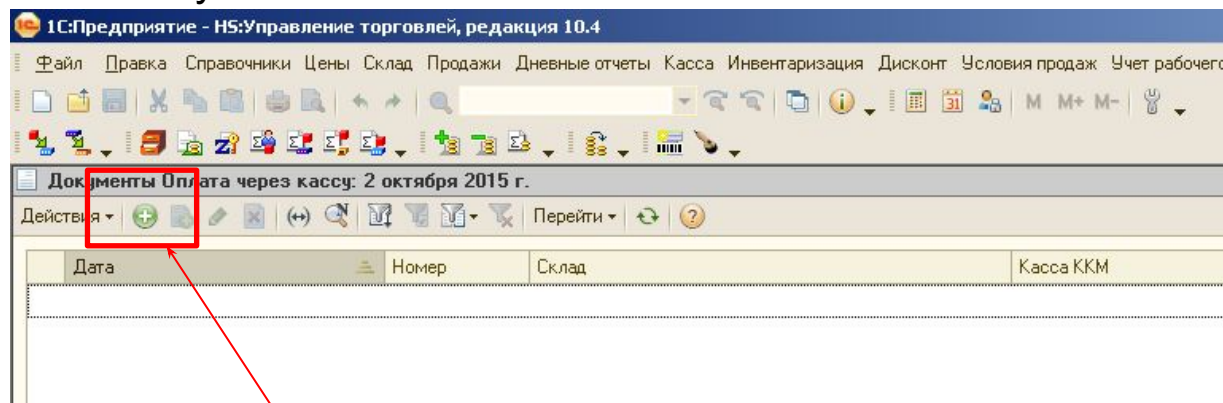 1С:Предприятие - HS:Управление торговлей, редакция 10.4
Файл Правка Справочники Цены Склад Продажи Дневные отчеты Касса Инвентаризация Дисконт Условия продаж Учет рабочего
31 M M+ M-
Документы Оплата через кассу: 2 октября 2015 г.
Действия Перейти
Дата Номер Склад Касса ККМ